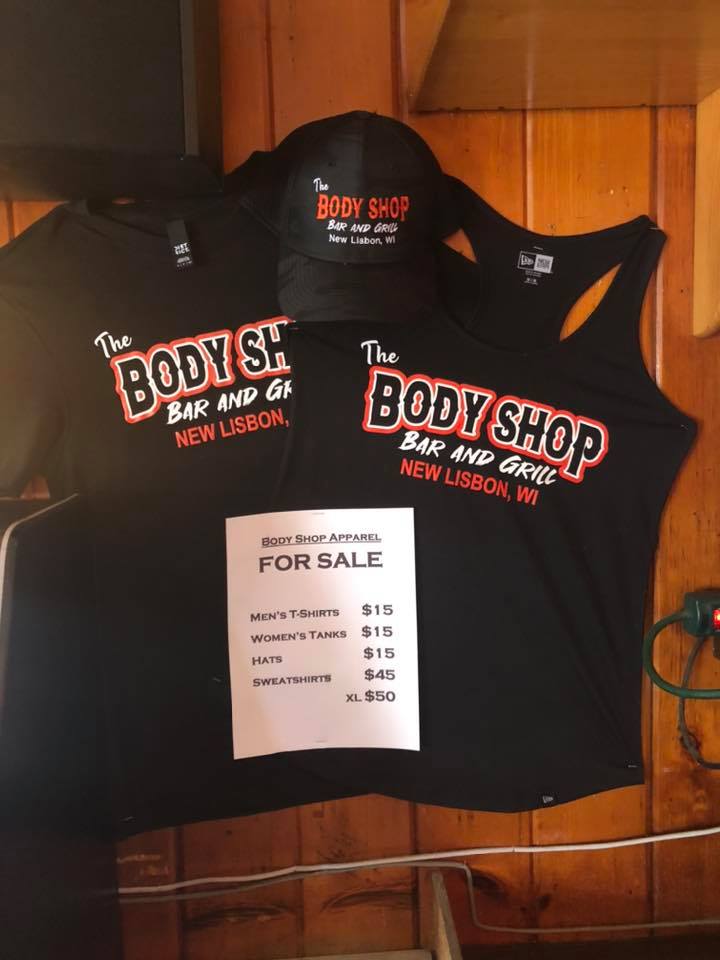 The
BODY SHOP
BAR AND GRILL
New Lisbon, WI
The
BODY SH
BAR AND GR
NEW LISBON,
The
BODY SHOP
BAR AND GRILL
NEW LISBON, WI
BODY SHOP APPAREL
FOR SALE
MEN'S T-SHIRTS $15
WOMEN'S TANKS $15
HATS $15
SWEATSHIRTS $45
XL $50